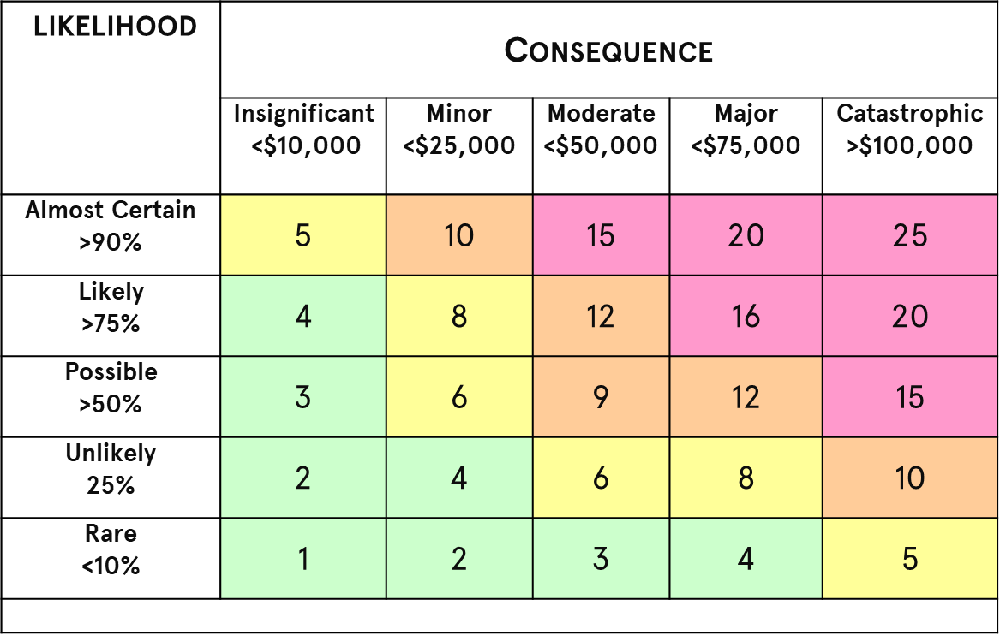 LIKELIHOOD
CONSEQUENCE
Insignificant Minor Moderate Major Catastrophic
<$10,000 <$25,000 <$50,000 <$75,000 >$100,000
Almost Certain
>90%
5 10 15 20 25
Likely
>75%
4 8 12 16 20
Possible
>50%
3 6 9 12 15
Unlikely
25%
2 4 6 8 10
Rare
<10%
1 2 3 4 5